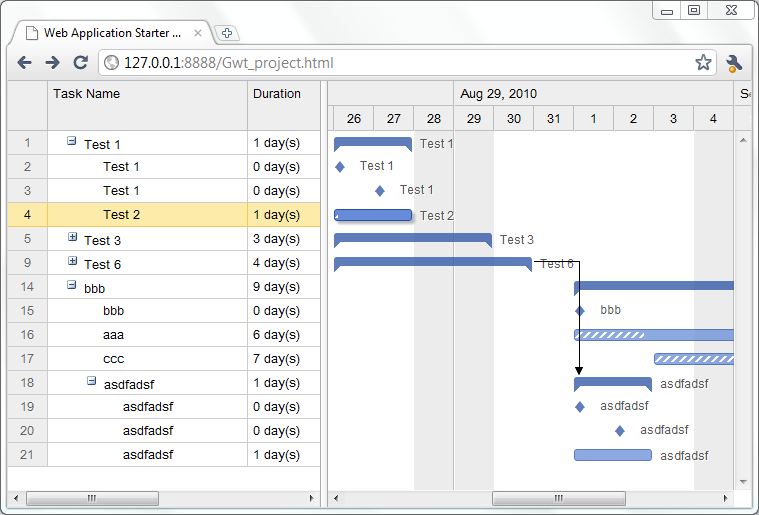 Web Application Starter ...
127.0.0.1:8888/Gwt_project.html
Task Name Duration Aug 29, 2010 Se
26 27 28 29 30 31 1 2 3 4
1 Test 1 1 day(s) Test 1
2 Test 1 0 day(s) Test 1
3 Test 1 0 day(s) Test 1
4 Test 2 1 day(s) Test 2
5 Test 3 3 day(s) Test 3
9 Test 6 4 day(s) Test 6
14 bbb 9 day(s)
15 bbb 0 day(s) bbb
16 aaa 6 day(s)
17 ccc 7 day(s)
18 asdfadsf 1 day(s) asdfadsf
19 asdfadsf 0 day(s) asdfadsf
20 asdfadsf 0 day(s) asdfadsf
21 asdfadsf 1 day(s) asdfadsf